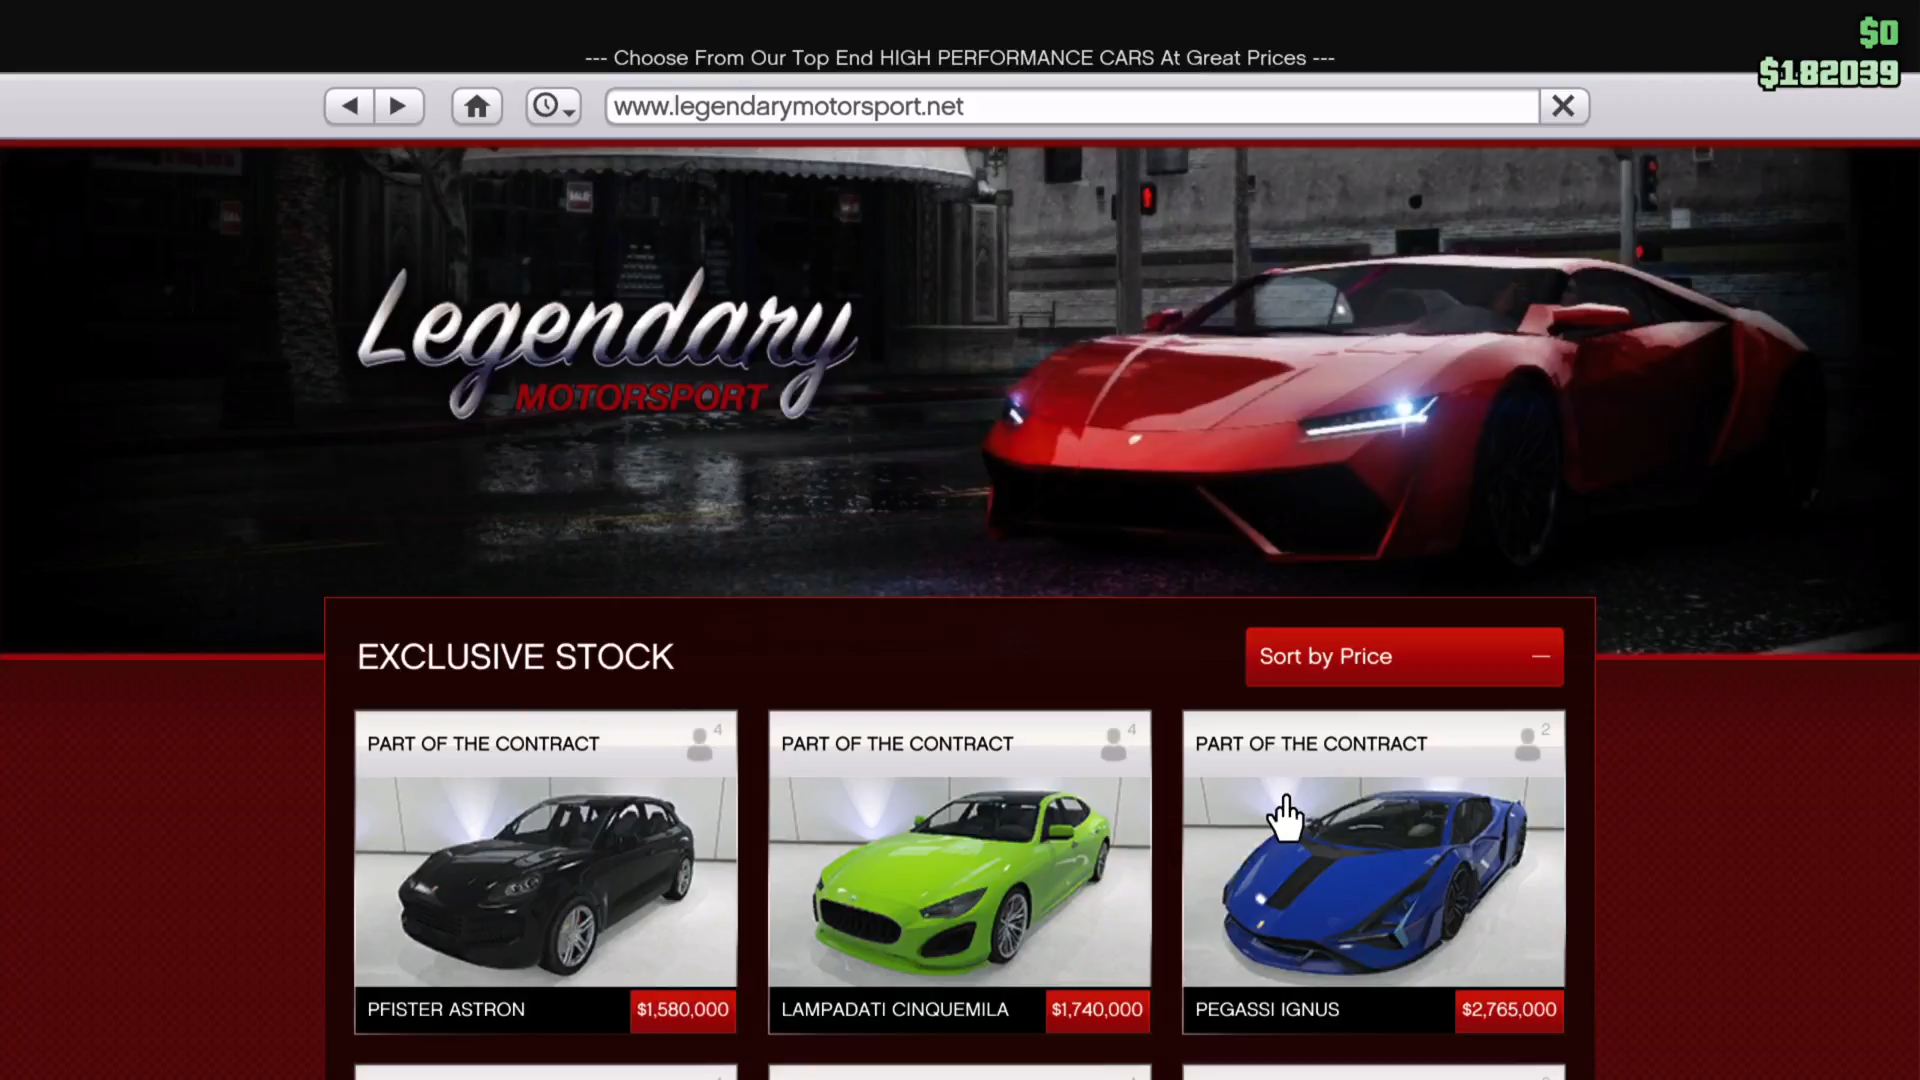 $0
--- Choose From Our Top End HIGH PERFORMANCE CARS At Great Prices ---
$182039
www.legendarymotorsport.net
Legendary
MOTORSPORT
EXCLUSIVE STOCK
Sort by Price
PART OF THE CONTRACT 4
PART OF THE CONTRACT 4
PART OF THE CONTRACT 2
PFISTER ASTRON $1,580,000
LAMPADATI CINQUEMILA $1,740,000
PEGASSI IGNUS $2,765,000